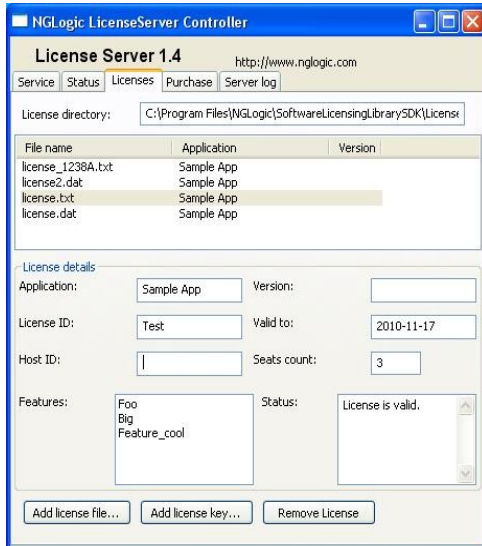 NGLogic LicenseServer Controller
License Server 1.4
http://www.nglogic.com
Service Status Licenses Purchase Server log
License directory: C:\Program Files\NGLogic\SoftwareLicensingLibrarySDK\License
File name Application Version
license_1238A.txt Sample App
license2.dat Sample App
license.txt Sample App
license.dat Sample App
License details
Application: Sample App Version:
License ID: Test Valid to: 2010-11-17
Host ID: Seats count: 3
Features: Foo Status: License is valid.
Big
Feature_cool
Add license file... Add license key... Remove License